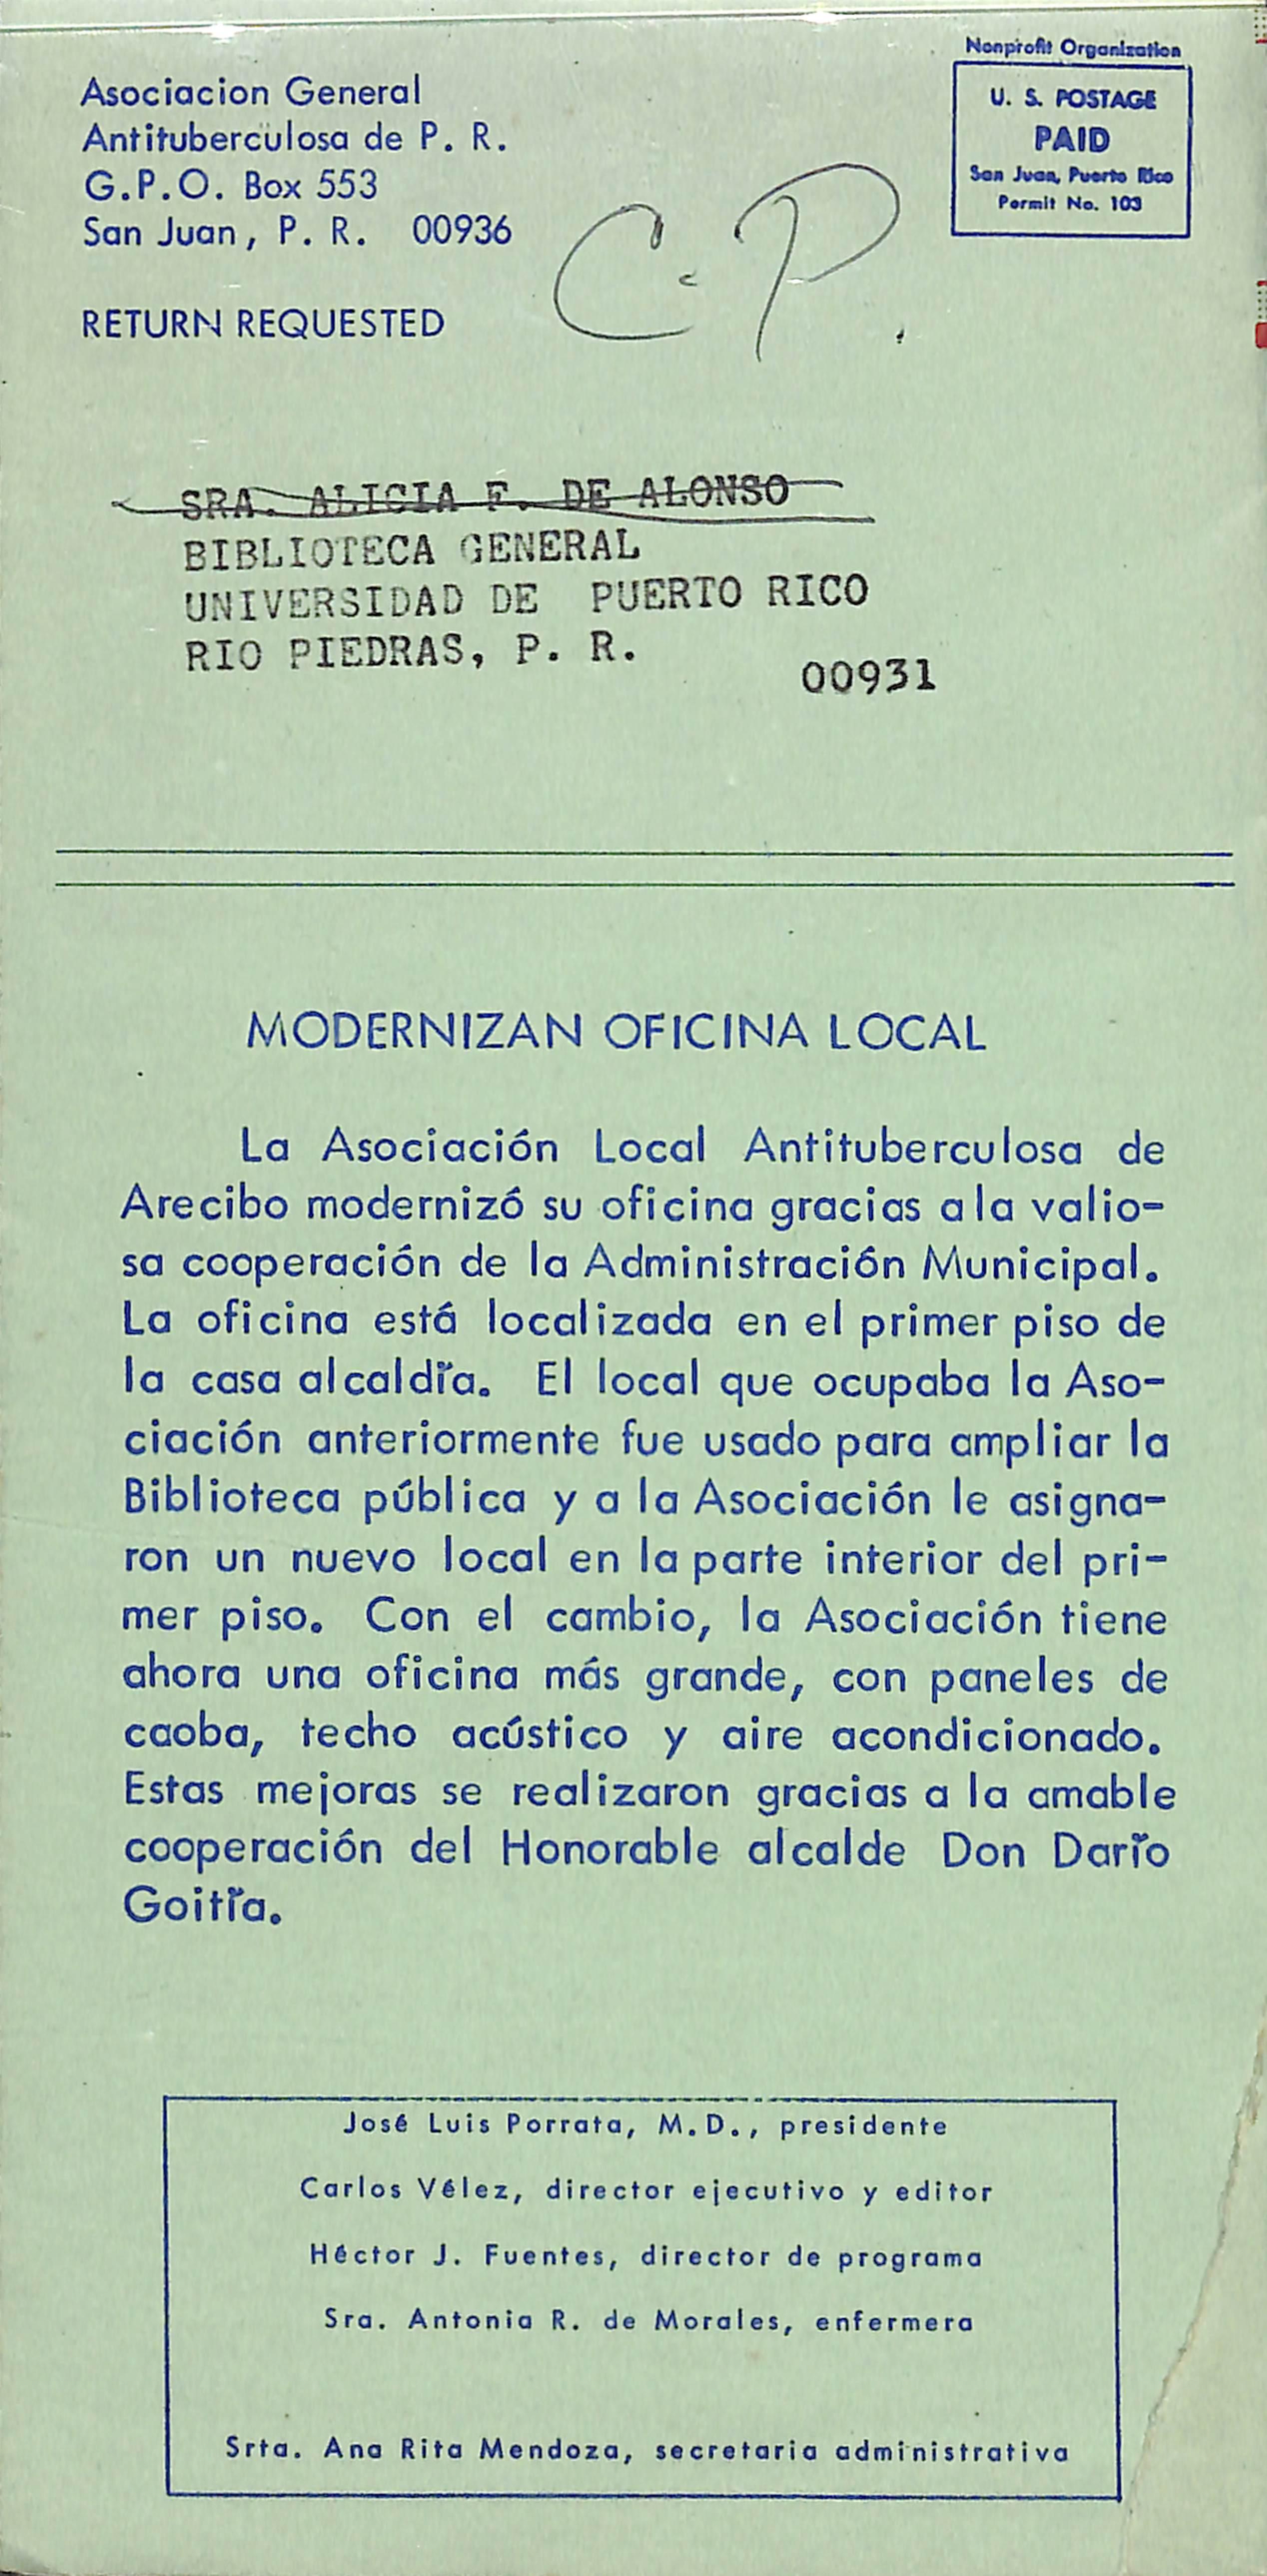 Nonprofit Organization
U. S. POSTAGE
PAID
San Juan, Puerto Rico
Permit No. 103
Asociacion General
Antituberculosa de P. R.
G.P.O. Box 553
San Juan, P. R. 00936
RETURN REQUESTED
C. P.
SRA. ALICIA F. DE ALONSO
BIBLIOTECA GENERAL
UNIVERSIDAD DE PUERTO RICO
RIO PIEDRAS, P. R.
00931
MODERNIZAN OFICINA LOCAL
La Asociación Local Antituberculosa de
Arecibo modernizó su oficina gracias a la valio-
sa cooperación de la Administración Municipal.
La oficina está localizada en el primer piso de
la casa alcaldía. El local que ocupaba la Aso-
ciación anteriormente fue usado para ampliar la
Biblioteca pública y a la Asociación le asigna-
ron un nuevo local en la parte interior del pri-
mer piso. Con el cambio, la Asociación tiene
ahora una oficina más grande, con paneles de
caoba, techo acústico y aire acondicionado.
Estas mejoras se realizaron gracias a la amable
cooperación del Honorable alcalde Don Darío
Goitía.
José Luis Porrata, M.D., presidente
Carlos Vélez, director ejecutivo y editor
Héctor J. Fuentes, director de programa
Sra. Antonia R. de Morales, enfermera
Srta. Ana Rita Mendoza, secretaria administrativa